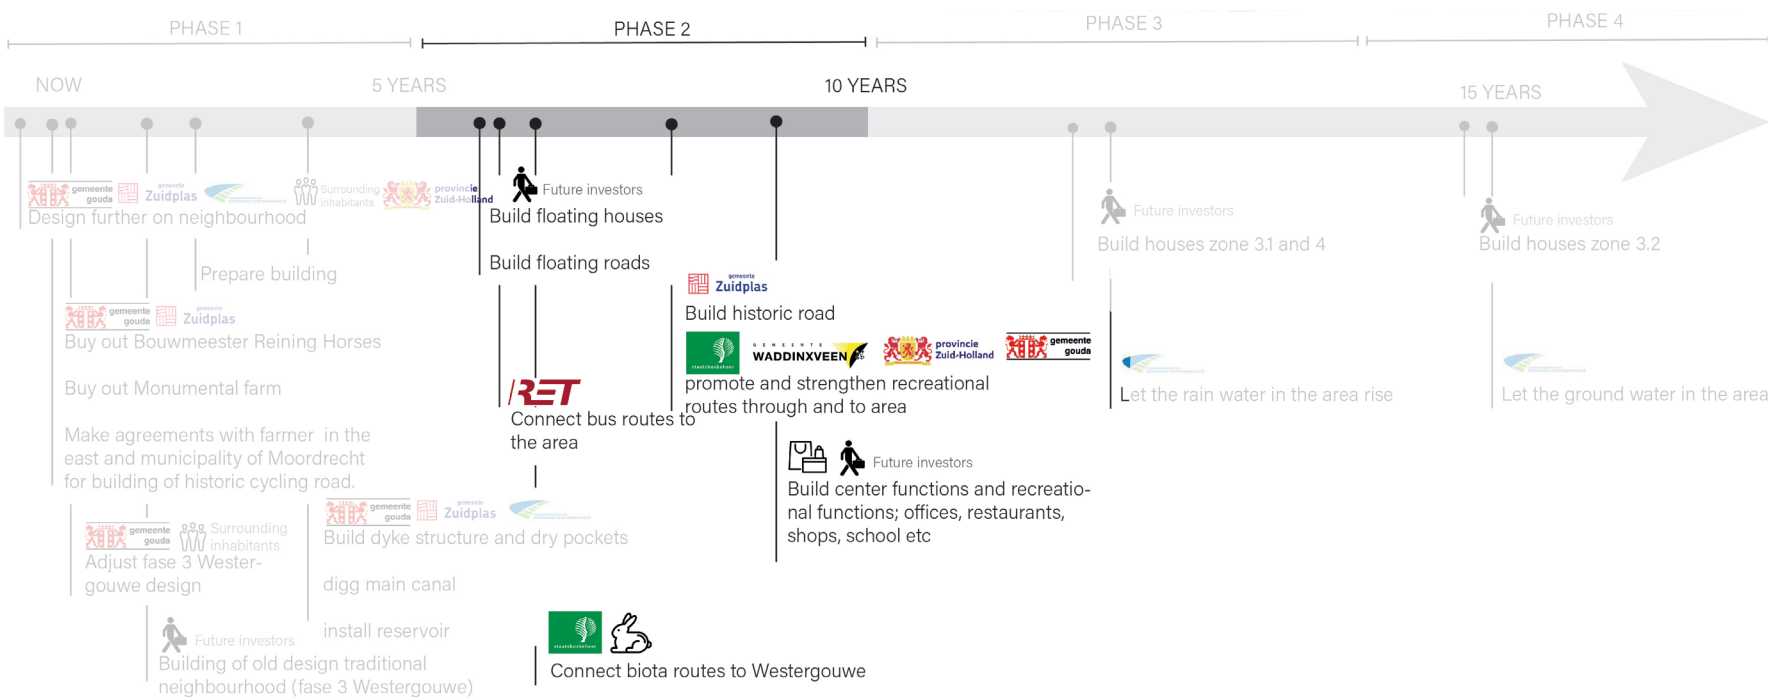 PHASE 1
PHASE 2
PHASE 3
PHASE 4
NOW
5 YEARS
10 YEARS
15 YEARS
gemeente
gouda
gemeente
Zuidplas
Surrounding
inhabitants
provincie
Zuid-Holland
Design further on neighbourhood
Prepare building
gemeente
gouda
gemeente
Zuidplas
Buy out Bouwmeester Reining Horses
Buy out Monumental farm
Make agreements with farmer in the
east and municipality of Moordrecht
for building of historic cycling road.
gemeente
gouda
Surrounding
inhabitants
Adjust fase 3 Wester-
gouwe design
Future investors
Building of old design traditional
neighbourhood (fase 3 Westergouwe)
gemeente
gouda
gemeente
Zuidplas
Build dyke structure and dry pockets
digg main canal
install reservoir
Future investors
Build floating houses
Build floating roads
RET
Connect bus routes to
the area
staatsbosbeheer
Connect biota routes to Westergouwe
gemeente
Zuidplas
Build historic road
staatsbosbeheer
GEMEENTE
WADDINXVEEN
provincie
Zuid-Holland
gemeente
gouda
promote and strengthen recreational
routes through and to area
Future investors
Build center functions and recreatio-
nal functions; offices, restaurants,
shops, school etc
Future investors
Build houses zone 3.1 and 4
Let the rain water in the area rise
Future investors
Build houses zone 3.2
Let the ground water in the area